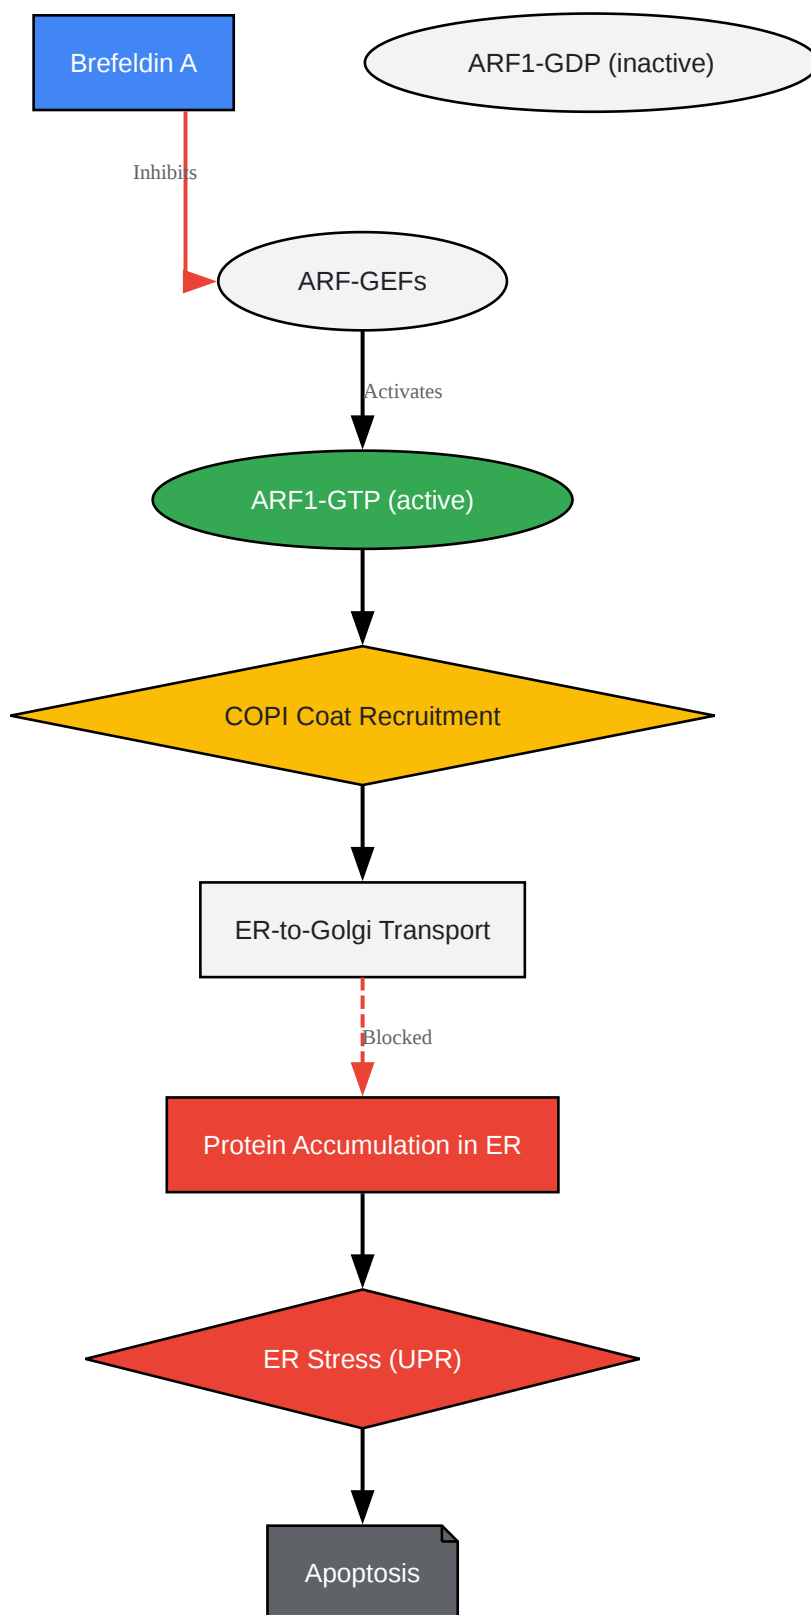 Brefeldin A
ARF1-GDP (inactive)
Inhibits
ARF-GEFs
Activates
ARF1-GTP (active)
COPI Coat Recruitment
ER-to-Golgi Transport
Blocked
Protein Accumulation in ER
ER Stress (UPR)
Apoptosis